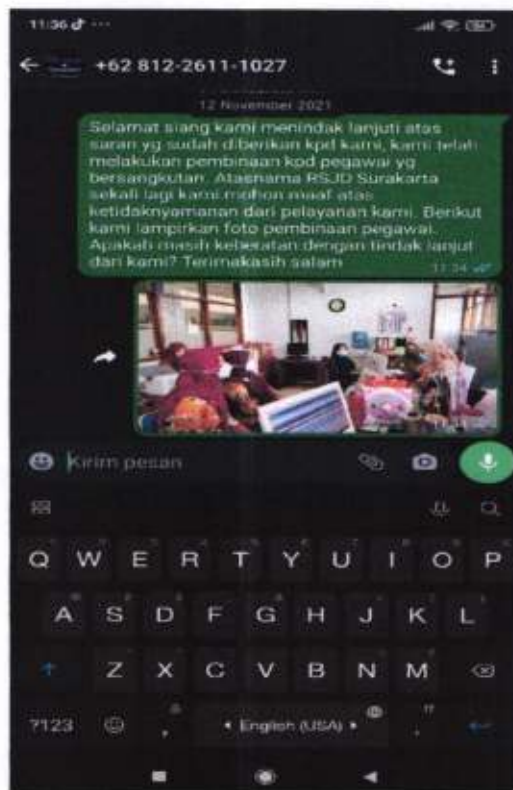 11:36
+62 812-2611-1027
12 November 2021
Selamat siang kami menindak lanjuti atas
saran yg sudah diberikan kpd kami, kami telah
melakukan pembinaan kpd pegawai yg
bersangkutan. Atasnama RSJD Surakarta
sekali lagi kami mohon maaf atas
ketidaknyamanan dari pelayanan kami. Berikut
kami lampirkan foto pembinaan pegawai.
Apakah masih keberatan dengan tindak lanjut
dari kami? Terimakasih salam
11:34
Kirim pesan
Q W E R T Y U I O P
A S D F G H J K L
Z X C V B N M
?123 , English (USA) .